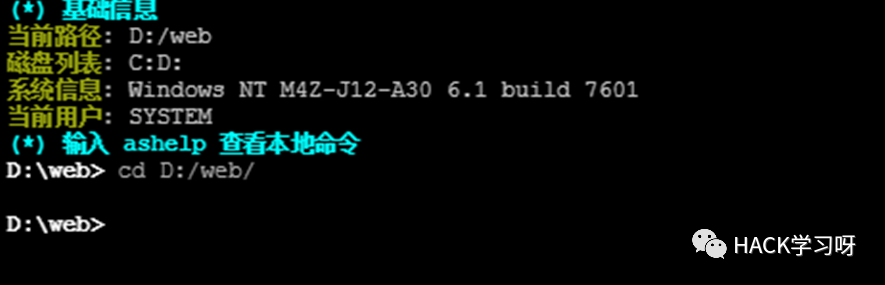 (*) 基础信息
当前路径: D:/web
磁盘列表: C:D:
系统信息: Windows NT M4Z-J12-A30 6.1 build 7601
当前用户: SYSTEM
(*) 输入 ashelp 查看本地命令
D:\web> cd D:/web/
D:\web>
HACK学习呀